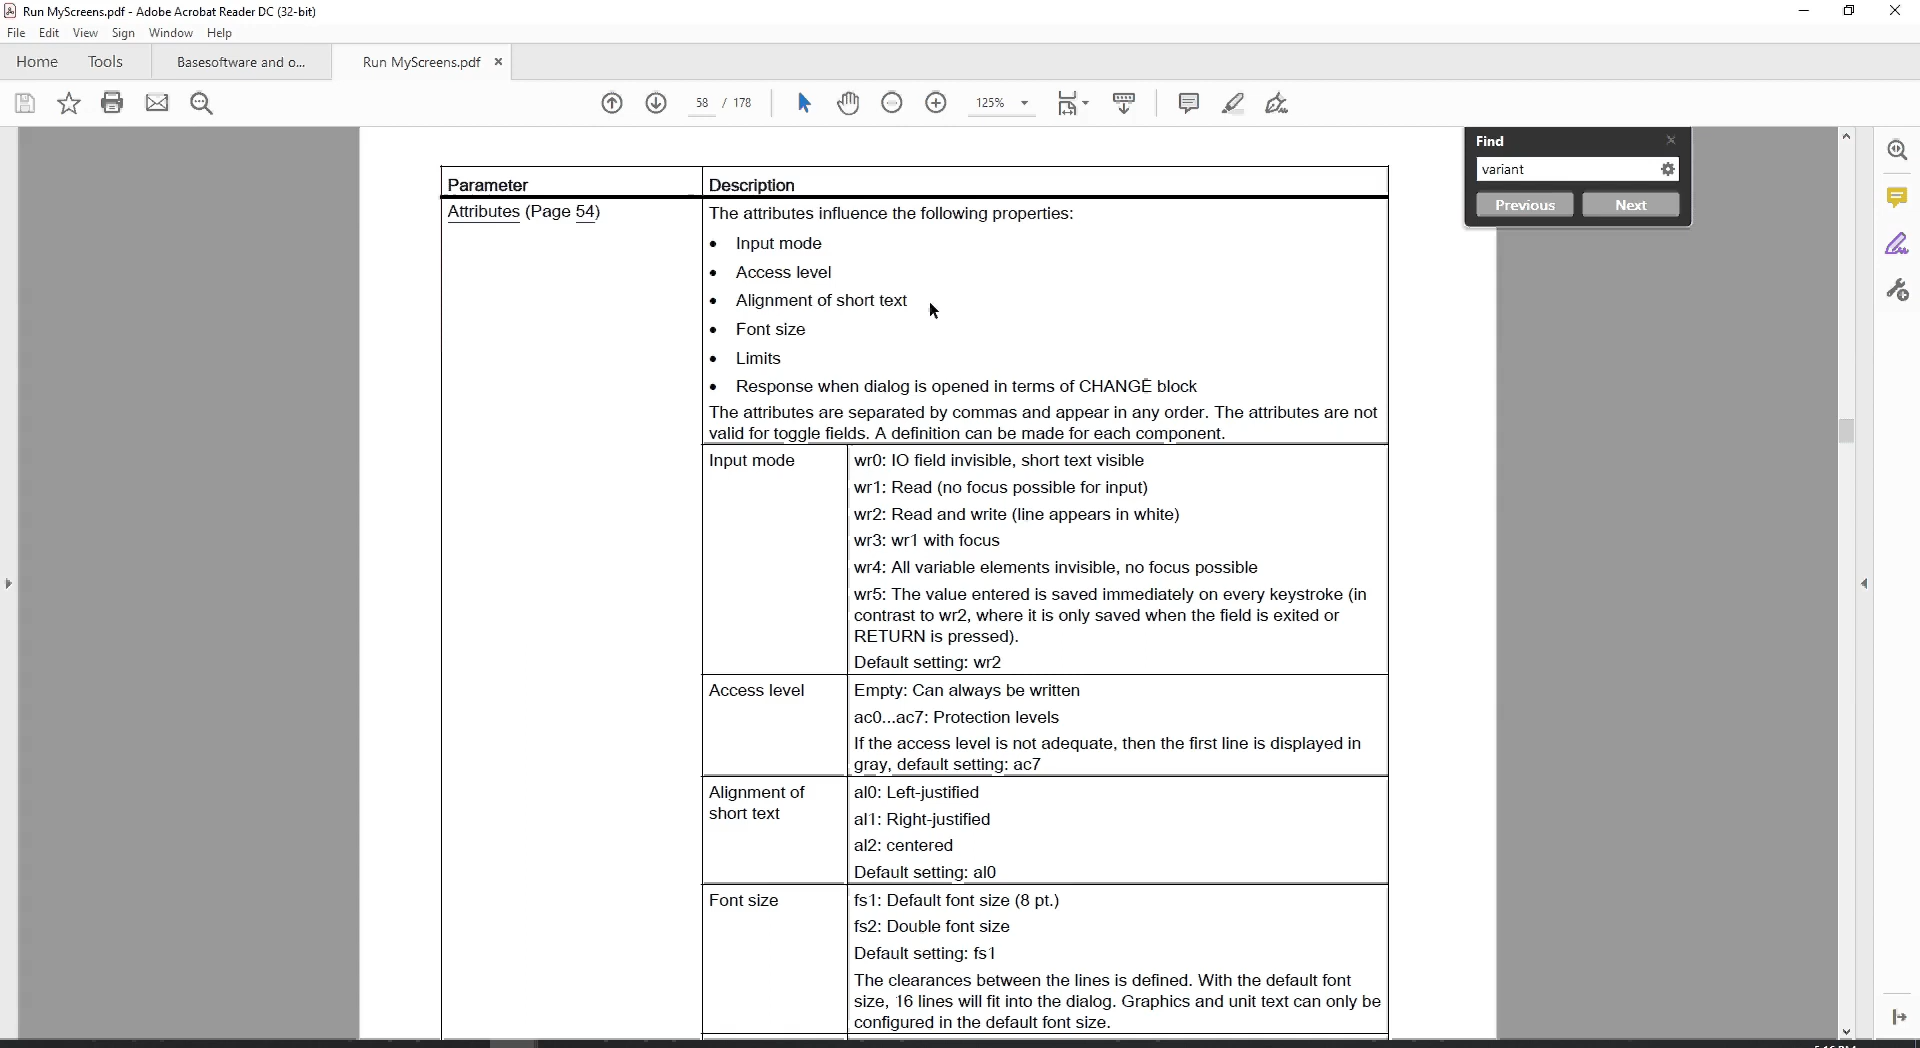 Run MyScreens.pdf - Adobe Acrobat Reader DC (32-bit)
File Edit View Sign Window Help
Home Tools Basesoftware and o... Run MyScreens.pdf ×
58 / 178 125%
Find
variant
Previous Next
Parameter Description
Attributes (Page 54) The attributes influence the following properties:
• Input mode
• Access level
• Alignment of short text
• Font size
• Limits
• Response when dialog is opened in terms of CHANGE block
The attributes are separated by commas and appear in any order. The attributes are not
valid for toggle fields. A definition can be made for each component.
Input mode wr0: IO field invisible, short text visible
wr1: Read (no focus possible for input)
wr2: Read and write (line appears in white)
wr3: wr1 with focus
wr4: All variable elements invisible, no focus possible
wr5: The value entered is saved immediately on every keystroke (in
contrast to wr2, where it is only saved when the field is exited or
RETURN is pressed).
Default setting: wr2
Access level Empty: Can always be written
ac0...ac7: Protection levels
If the access level is not adequate, then the first line is displayed in
gray, default setting: ac7
Alignment of al0: Left-justified
short text al1: Right-justified
al2: centered
Default setting: al0
Font size fs1: Default font size (8 pt.)
fs2: Double font size
Default setting: fs1
The clearances between the lines is defined. With the default font
size, 16 lines will fit into the dialog. Graphics and unit text can only be
configured in the default font size.